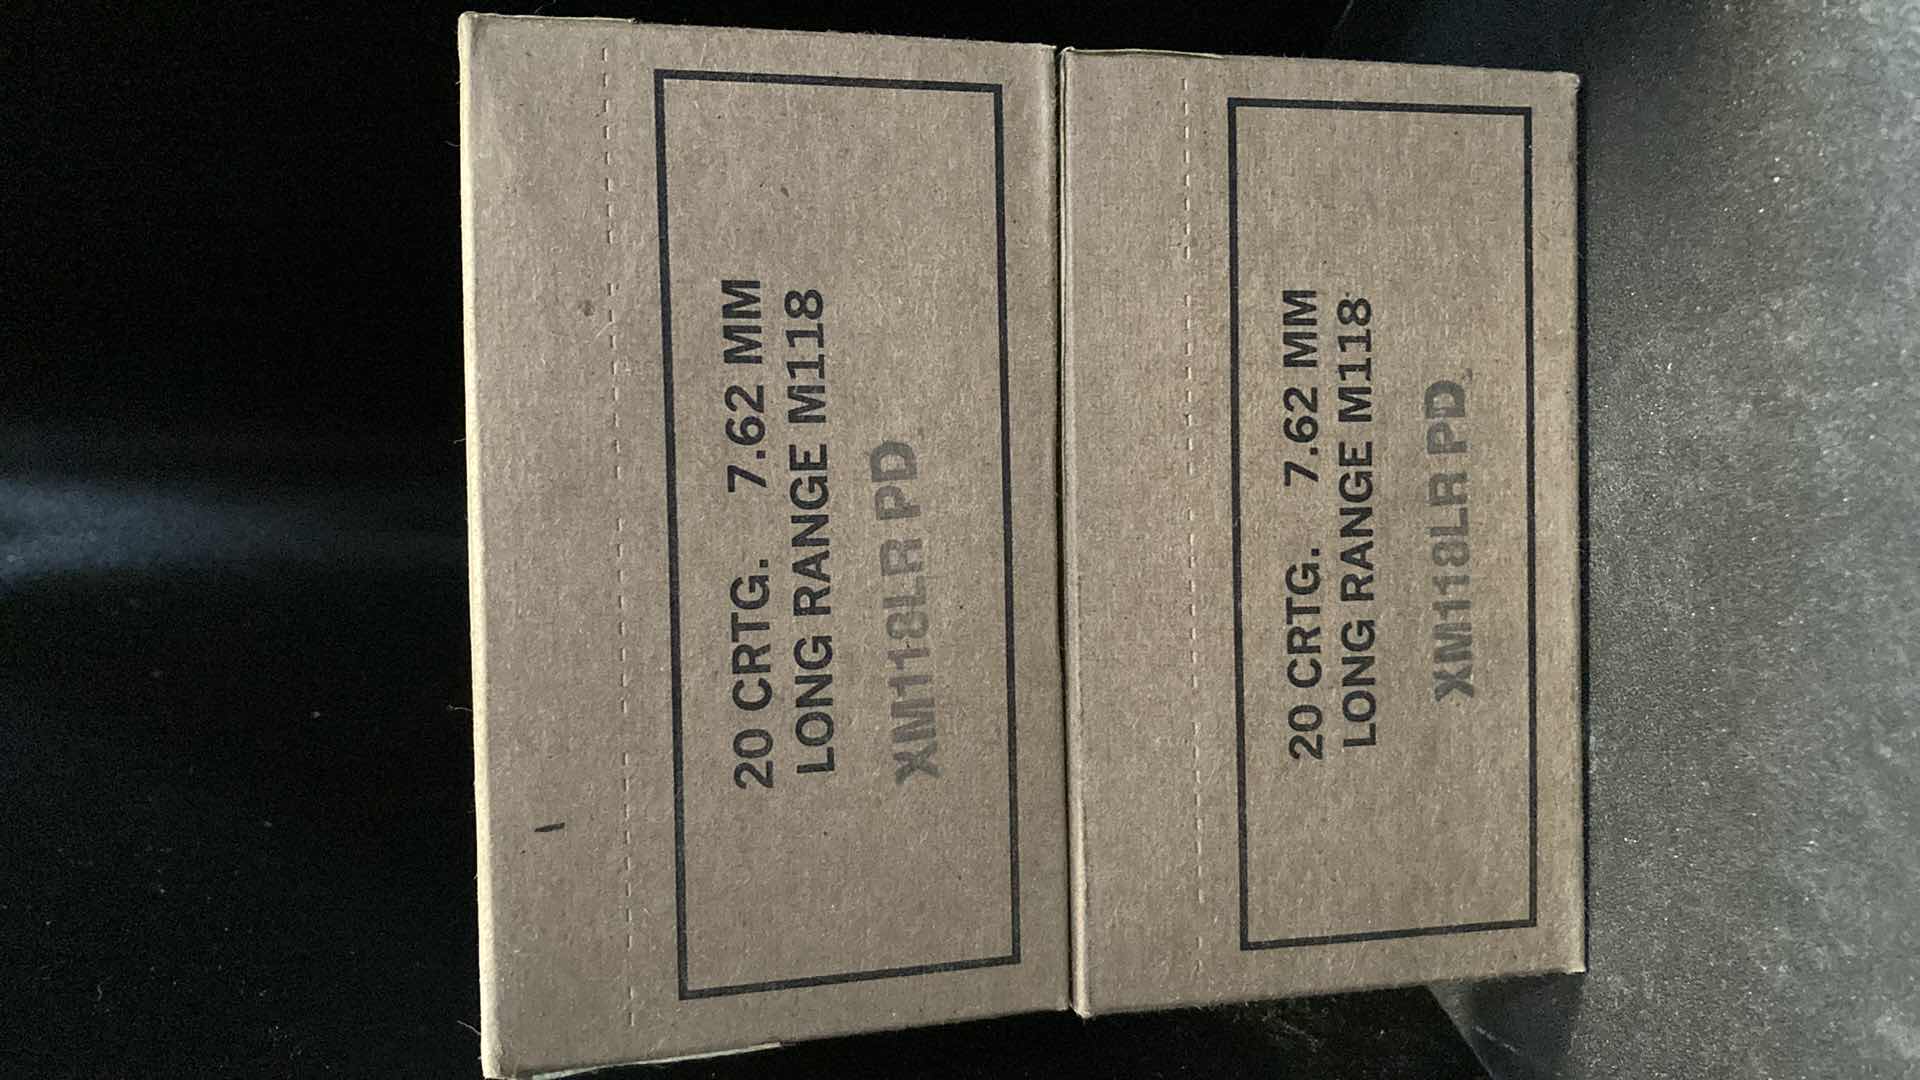 20 CRTG. 7.62 MM
LONG RANGE M118
XM118LR PD
20 CRTG. 7.62 MM
LONG RANGE M118
XM118LR PD